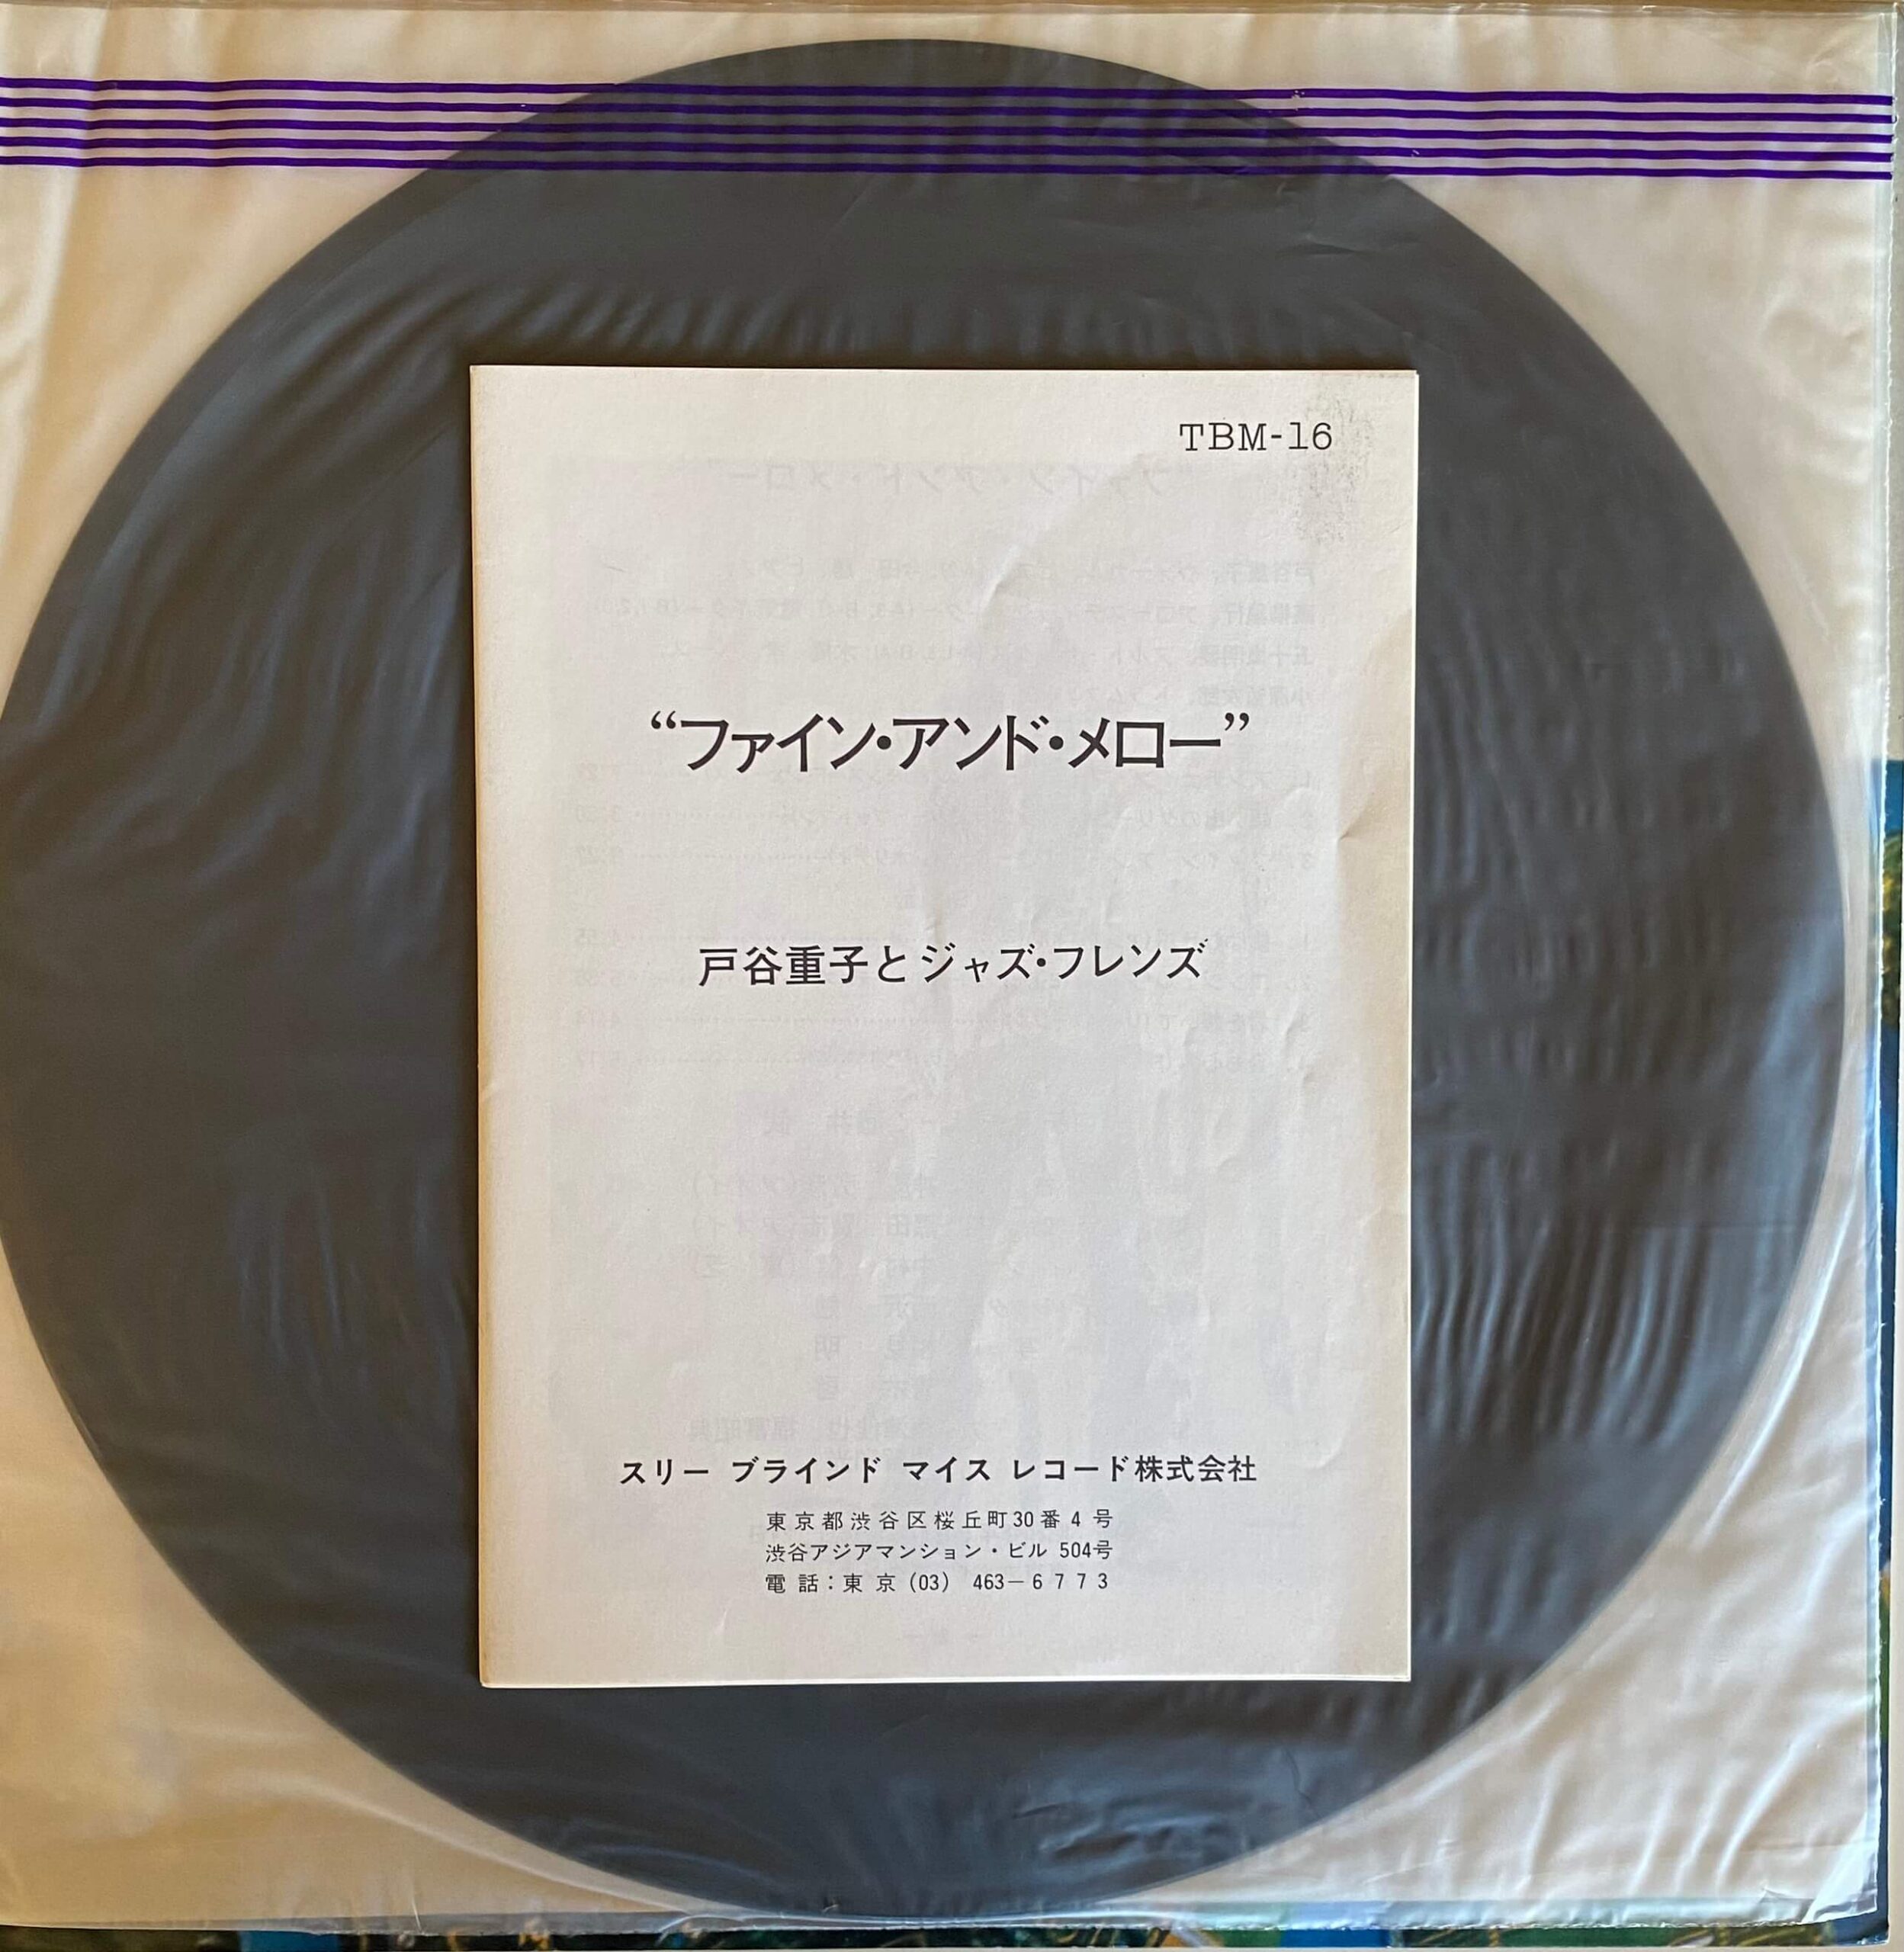 TBM-16
“ファイン・アンド・メロー”
戸谷重子とジャズ・フレンズ
スリー ブラインド マイス レコード株式会社
東京都渋谷区桜丘町30番4号
渋谷アジアマンション・ビル 504号
電話：東京(03) 463－6773